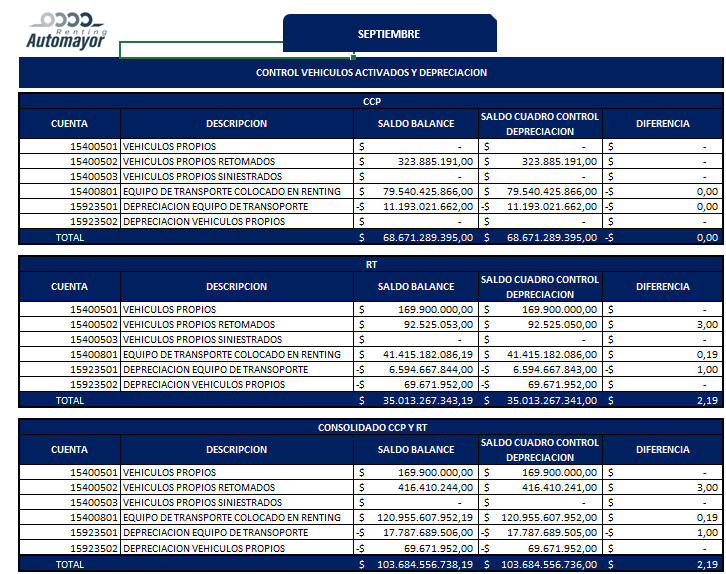 Renting
Automayor
SEPTIEMBRE
CONTROL VEHICULOS ACTIVADOS Y DEPRECIACION
CCP
CUENTA DESCRIPCION SALDO BALANCE SALDO CUADRO CONTROL DEPRECIACION DIFERENCIA
15400501 VEHICULOS PROPIOS $ - $ - $ -
15400502 VEHICULOS PROPIOS RETOMADOS $ 323.885.191,00 $ 323.885.191,00 $ -
15400503 VEHICULOS PROPIOS SINIESTRADOS $ - $ - $ -
15400801 EQUIPO DE TRANSPORTE COLOCADO EN RENTING $ 79.540.425.866,00 $ 79.540.425.866,00 -$ 0,00
15923501 DEPRECIACION EQUIPO DE TRANSPORTE -$ 11.193.021.662,00 -$ 11.193.021.662,00 -$ 0,00
15923502 DEPRECIACION VEHICULOS PROPIOS $ - $ - $ -
TOTAL $ 68.671.289.395,00 $ 68.671.289.395,00 -$ 0,00
RT
CUENTA DESCRIPCION SALDO BALANCE SALDO CUADRO CONTROL DEPRECIACION DIFERENCIA
15400501 VEHICULOS PROPIOS $ 169.900.000,00 $ 169.900.000,00 $ -
15400502 VEHICULOS PROPIOS RETOMADOS $ 92.525.053,00 $ 92.525.050,00 $ 3,00
15400503 VEHICULOS PROPIOS SINIESTRADOS $ - $ - $ -
15400801 EQUIPO DE TRANSPORTE COLOCADO EN RENTING $ 41.415.182.086,19 $ 41.415.182.086,00 $ 0,19
15923501 DEPRECIACION EQUIPO DE TRANSPORTE -$ 6.594.667.844,00 -$ 6.594.667.843,00 -$ 1,00
15923502 DEPRECIACION VEHICULOS PROPIOS -$ 69.671.952,00 -$ 69.671.952,00 $ -
TOTAL $ 35.013.267.343,19 $ 35.013.267.341,00 $ 2,19
CONSOLIDADO CCP Y RT
CUENTA DESCRIPCION SALDO BALANCE SALDO CUADRO CONTROL DEPRECIACION DIFERENCIA
15400501 VEHICULOS PROPIOS $ 169.900.000,00 $ 169.900.000,00 $ -
15400502 VEHICULOS PROPIOS RETOMADOS $ 416.410.244,00 $ 416.410.241,00 $ 3,00
15400503 VEHICULOS PROPIOS SINIESTRADOS $ - $ - $ -
15400801 EQUIPO DE TRANSPORTE COLOCADO EN RENTING $ 120.955.607.952,19 $ 120.955.607.952,00 $ 0,19
15923501 DEPRECIACION EQUIPO DE TRANSPORTE -$ 17.787.689.506,00 -$ 17.787.689.505,00 -$ 1,00
15923502 DEPRECIACION VEHICULOS PROPIOS -$ 69.671.952,00 -$ 69.671.952,00 $ -
TOTAL $ 103.684.556.738,19 $ 103.684.556.736,00 $ 2,19